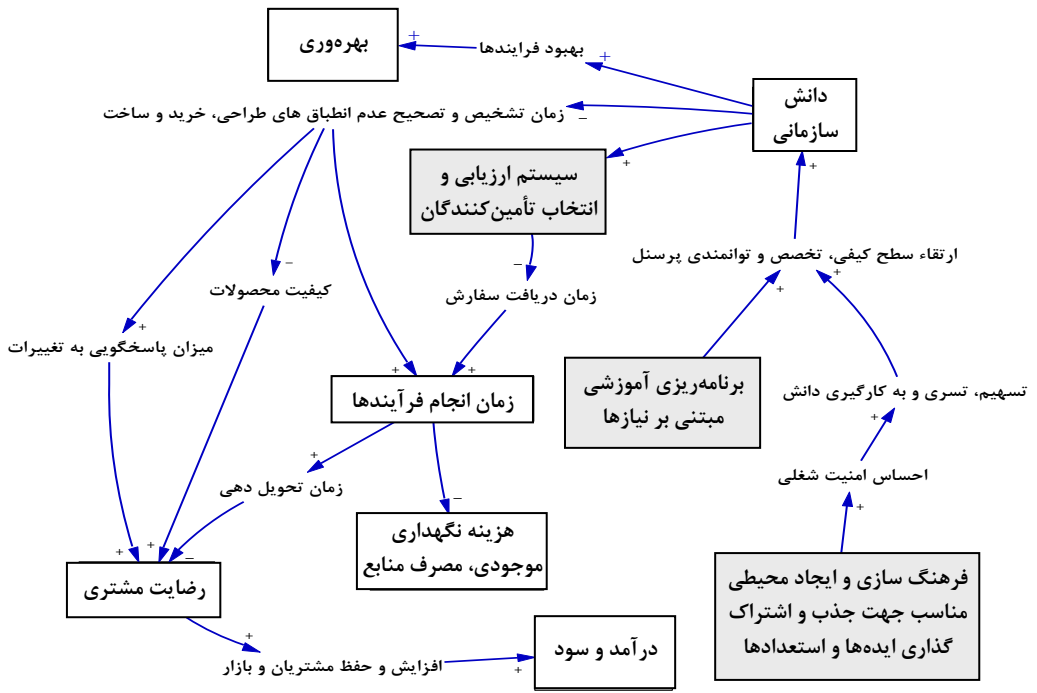 بهره‌وری
بهبود فرایندها
دانش
سازمانی
زمان تشخیص و تصحیح عدم انطباق های طراحی، خرید و ساخت
سیستم ارزیابی و
انتخاب تأمین‌کنندگان
ارتقاء سطح کیفی، تخصص و توانمندی پرسنل
کیفیت محصولات
زمان دریافت سفارش
میزان پاسخگویی به تغییرات
برنامه‌ریزی آموزشی
مبتنی بر نیازها
زمان انجام فرآیندها
تسهیم، تسری و به کارگیری دانش
احساس امنیت شغلی
زمان تحویل دهی
هزینه نگهداری
موجودی، مصرف منابع
فرهنگ سازی و ایجاد محیطی
مناسب جهت جذب و اشتراک
گذاری ایده‌ها و استعدادها
رضایت مشتری
درآمد و سود
افزایش و حفظ مشتریان و بازار